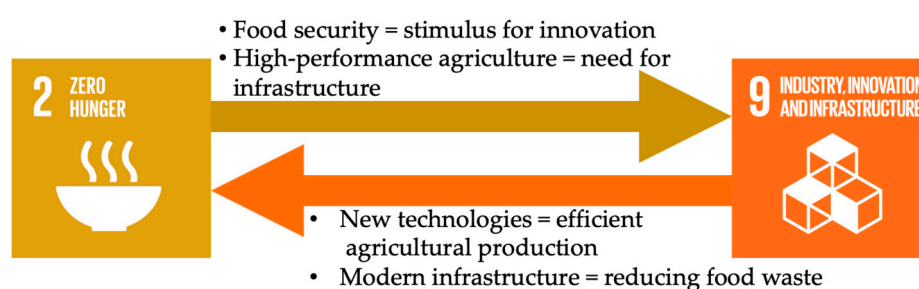 • Food security = stimulus for innovation
• High-performance agriculture = need for
infrastructure
2 ZERO
HUNGER
9 INDUSTRY, INNOVATION
AND INFRASTRUCTURE
• New technologies = efficient
agricultural production
• Modern infrastructure = reducing food waste